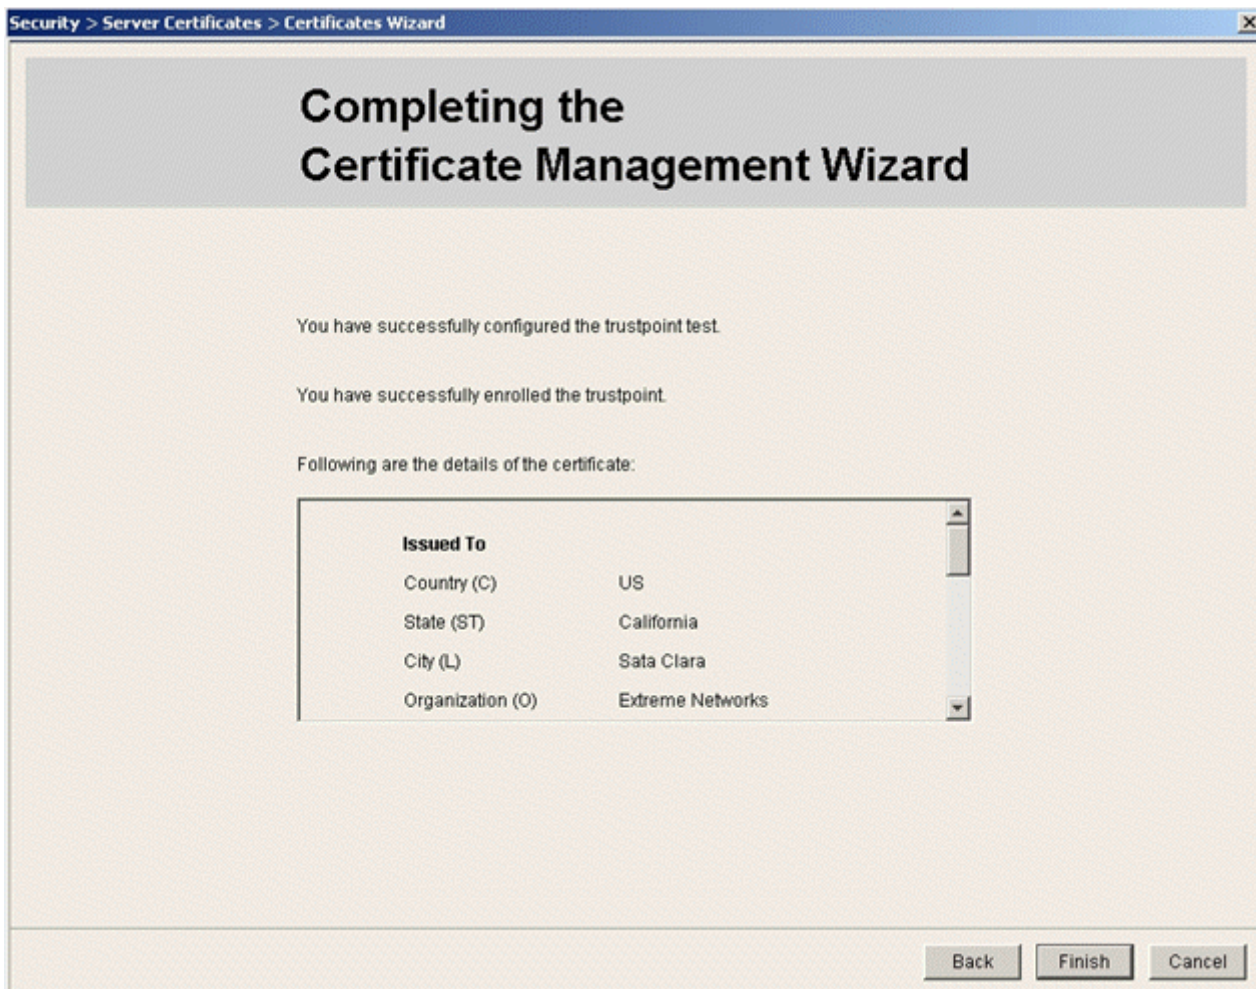 Security > Server Certificates > Certificates Wizard
Completing the
Certificate Management Wizard
You have successfully configured the trustpoint test.
You have successfully enrolled the trustpoint.
Following are the details of the certificate:
Issued To
Country (C) US
State (ST) California
City (L) Sata Clara
Organization (O) Extreme Networks
Back Finish Cancel